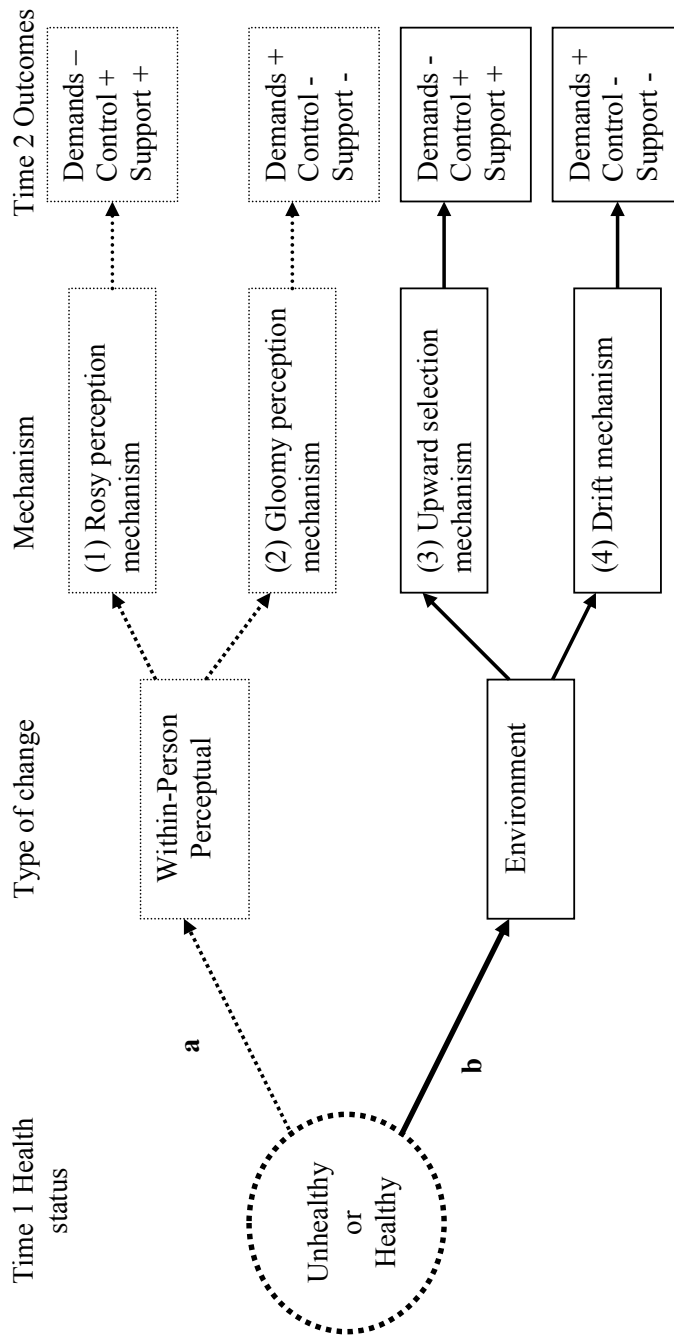 Time 1 Health
status
Type of change
Mechanism
Time 2 Outcomes
Unhealthy
or
Healthy
a
b
Within-Person
Perceptual
Environment
(1) Rosy perception
mechanism
(2) Gloomy perception
mechanism
(3) Upward selection
mechanism
(4) Drift mechanism
Demands –
Control +
Support +
Demands +
Control -
Support -
Demands -
Control +
Support +
Demands +
Control -
Support -